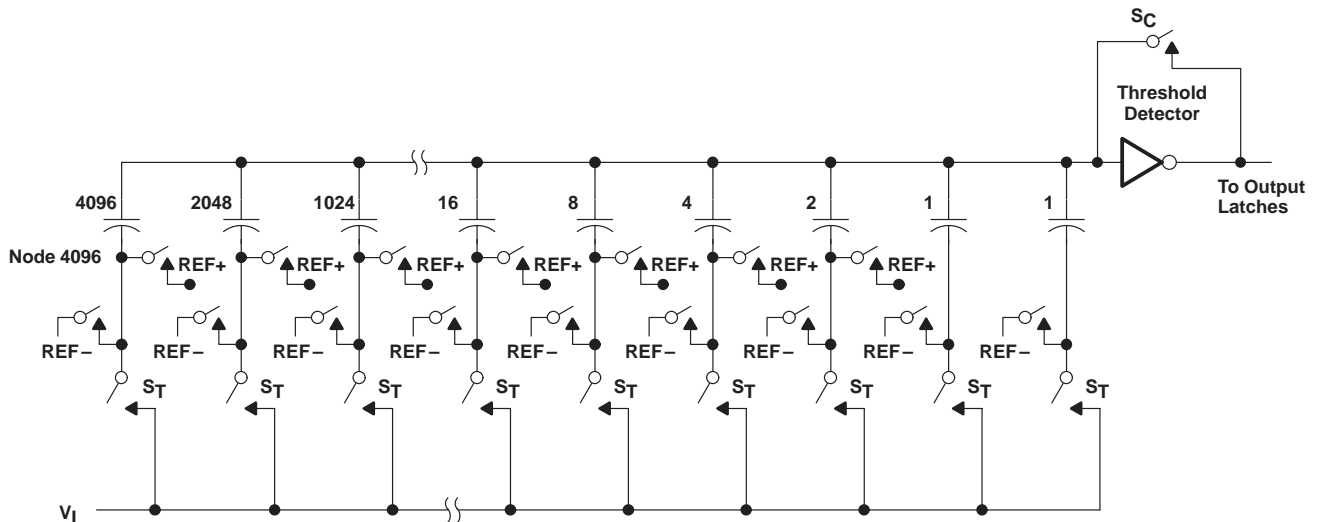 SC
Threshold
Detector
To Output
Latches
4096 2048 1024 16 8 4 2 1 1
Node 4096 REF+ REF+ REF+ REF+ REF+ REF+ REF+
REF− REF− REF− REF− REF− REF− REF− REF− REF−
ST ST ST ST ST ST ST ST ST
VI